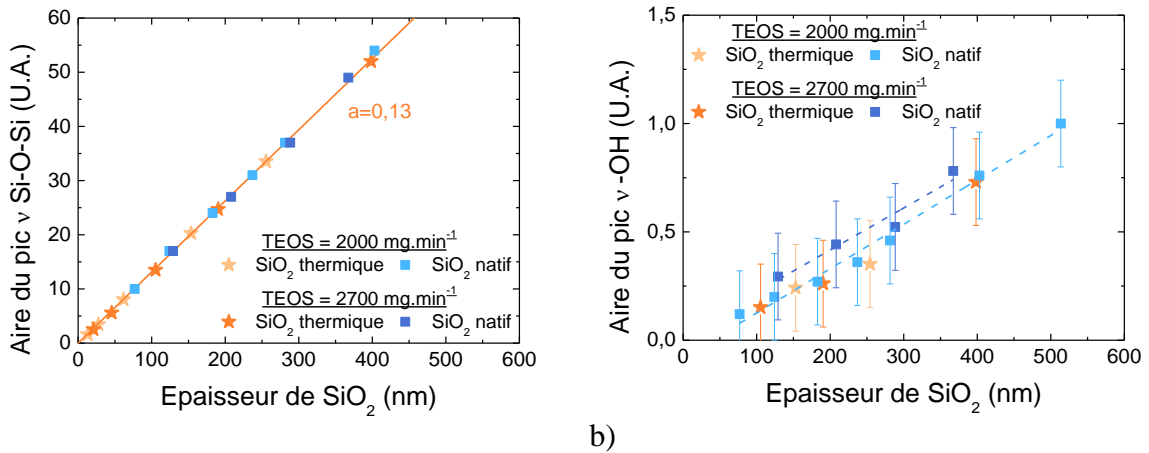 Aire du pic ν Si-O-Si (U.A.)
60
50
40
30
20
10
0
a=0,13
TEOS = 2000 mg.min⁻¹
SiO₂ thermique
SiO₂ natif
TEOS = 2700 mg.min⁻¹
SiO₂ thermique
SiO₂ natif
0 100 200 300 400 500 600
Epaisseur de SiO₂ (nm)
b)
Aire du pic ν -OH (U.A.)
1,5
1,0
0,5
0,0
TEOS = 2000 mg.min⁻¹
SiO₂ thermique
SiO₂ natif
TEOS = 2700 mg.min⁻¹
SiO₂ thermique
SiO₂ natif
0 100 200 300 400 500 600
Epaisseur de SiO₂ (nm)